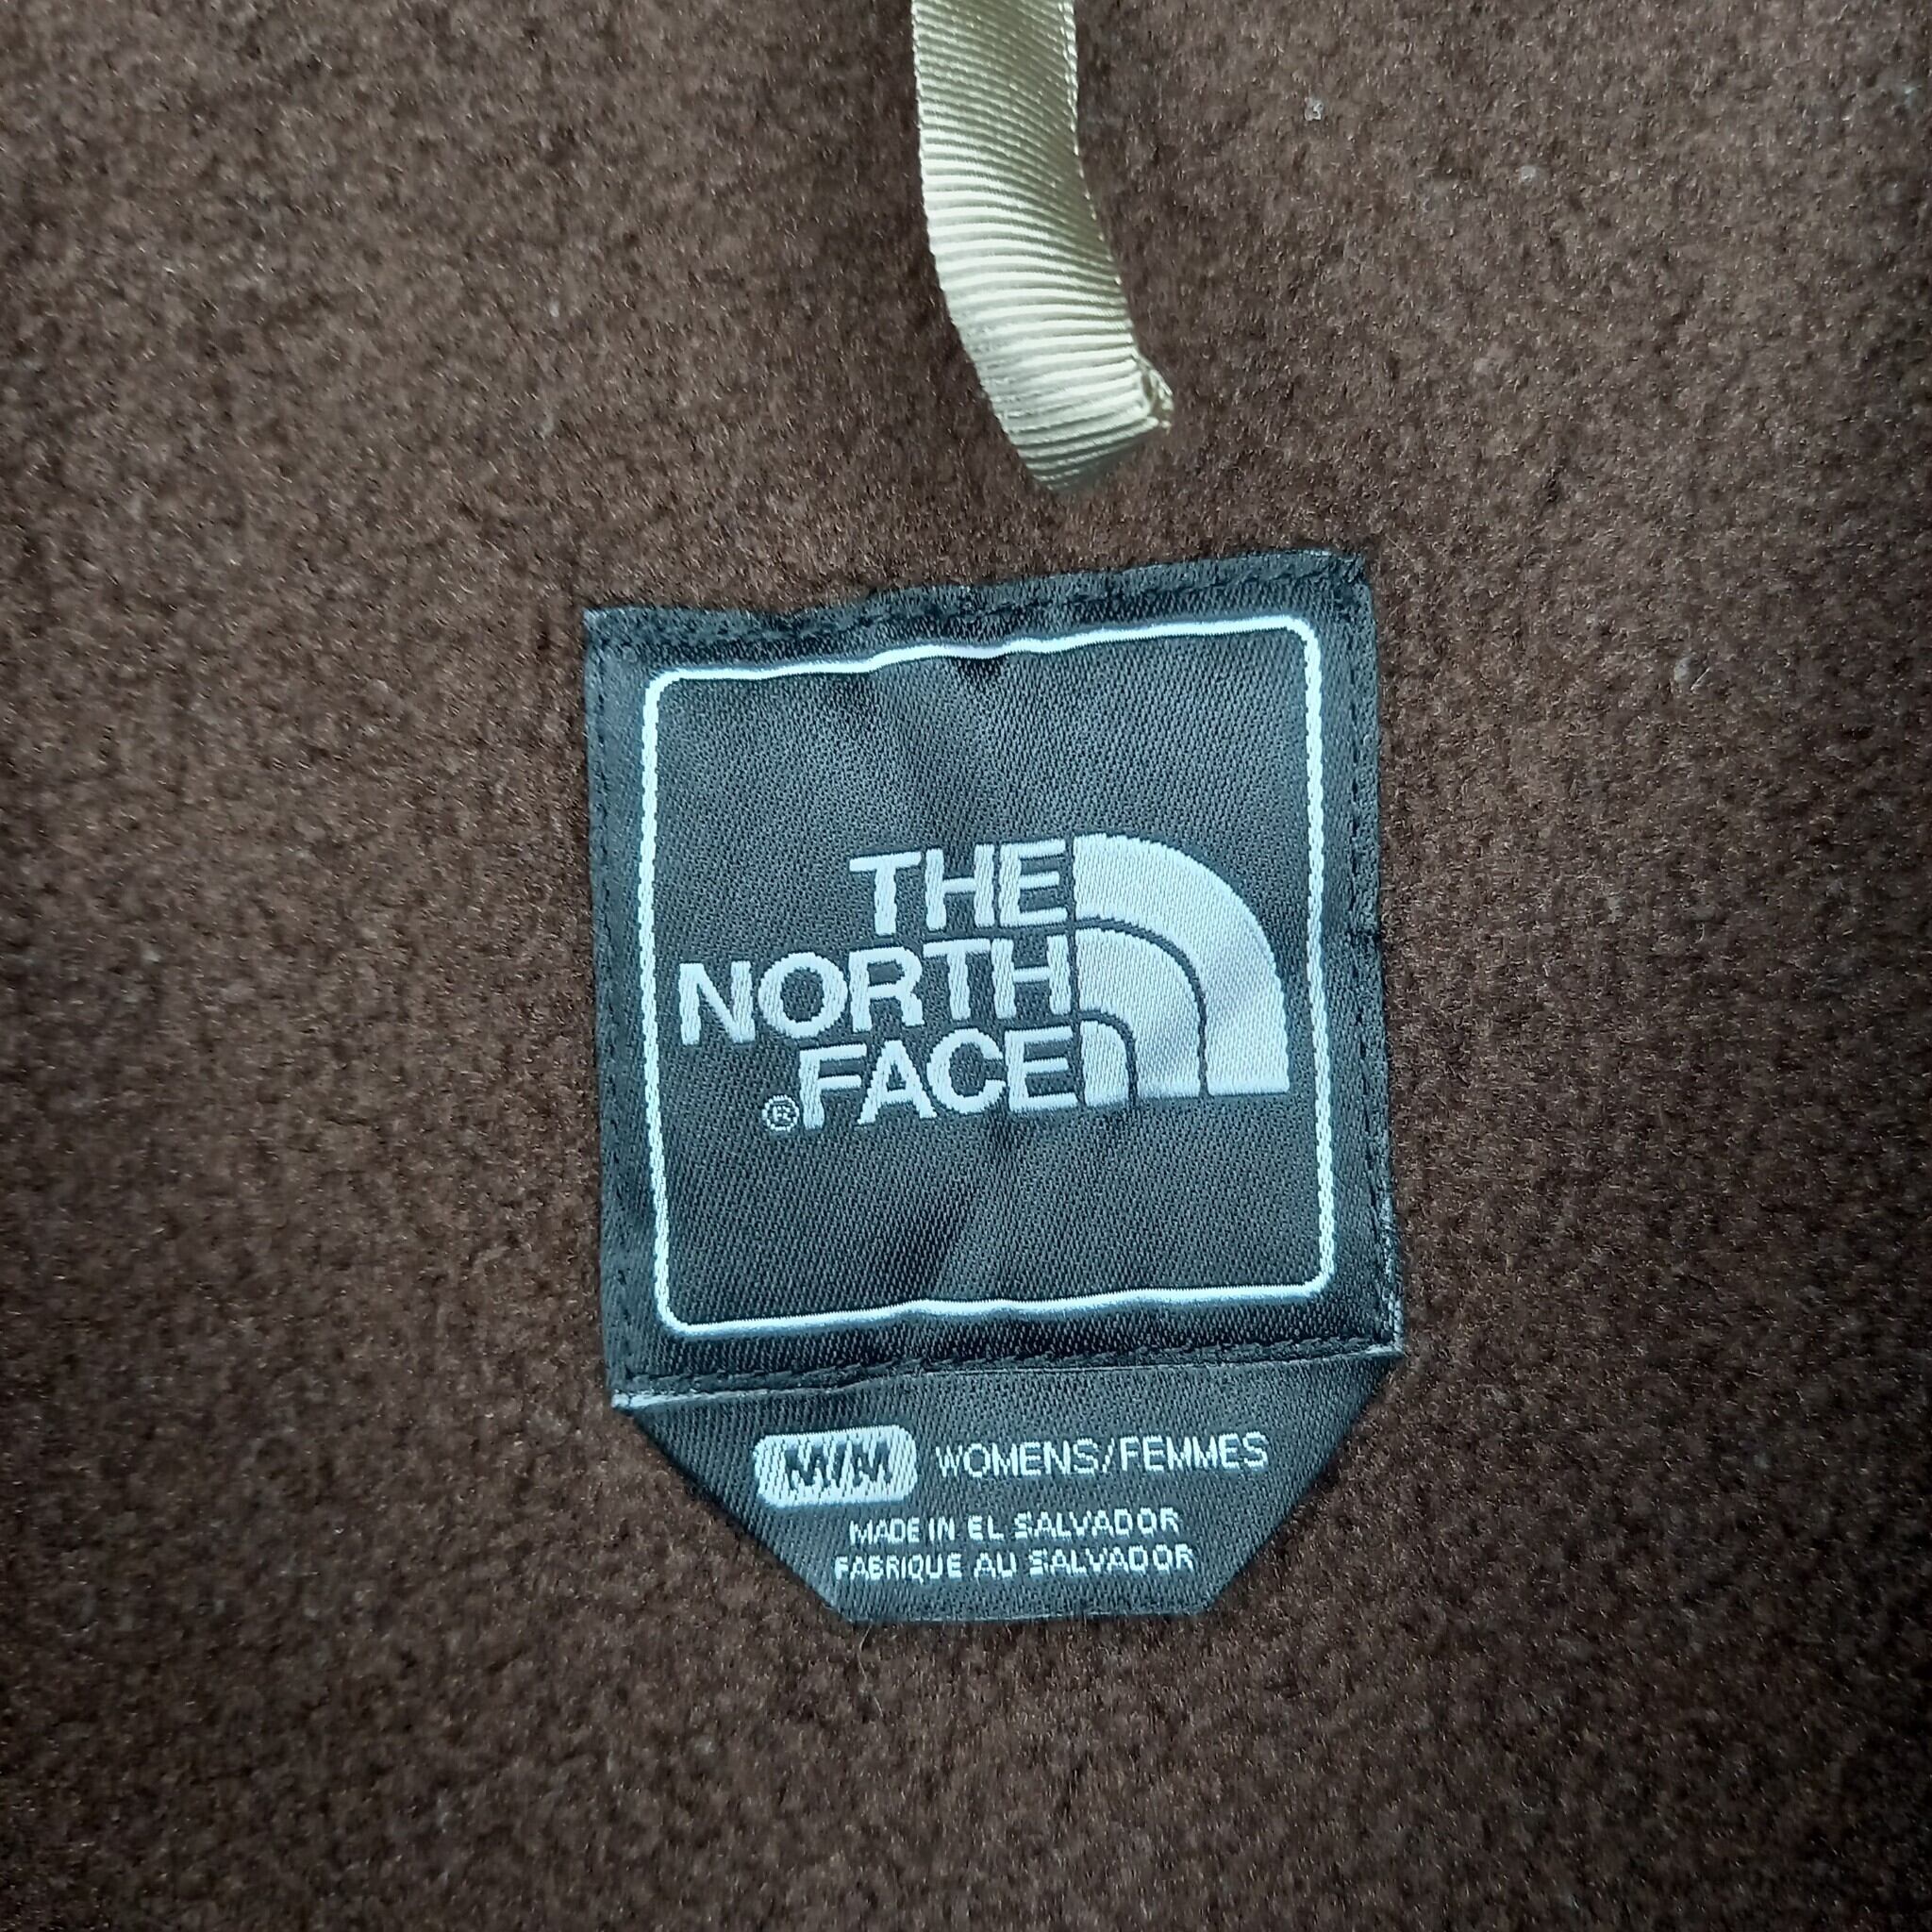 THE
NORTH
®FACE
M/M WOMENS/FEMMES
MADE IN EL SALVADOR
FABRIQUE AU SALVADOR